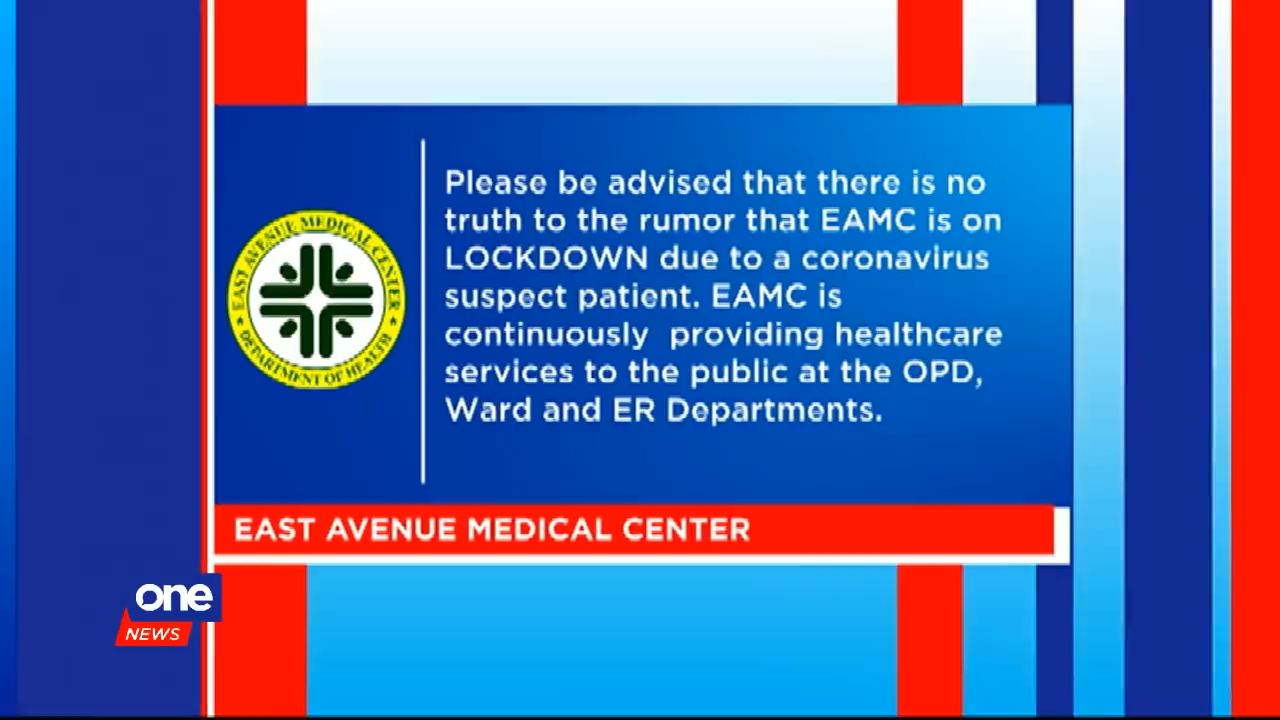 Please be advised that there is no
truth to the rumor that EAMC is on
LOCKDOWN due to a coronavirus
suspect patient. EAMC is
continuously providing healthcare
services to the public at the OPD,
Ward and ER Departments.
EAST AVENUE MEDICAL CENTER
DEPARTMENT OF HEALTH
EAST AVENUE MEDICAL CENTER
one
NEWS